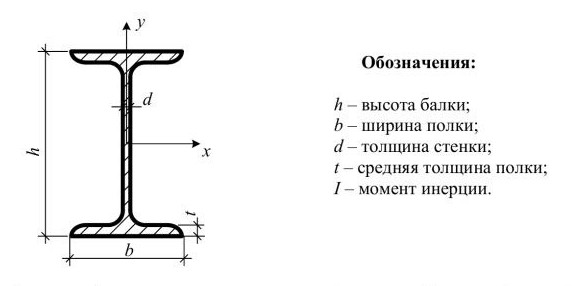 y
d
x
h
t
b
Обозначения:
h – высота балки;
b – ширина полки;
d – толщина стенки;
t – средняя толщина полки;
I – момент инерции.